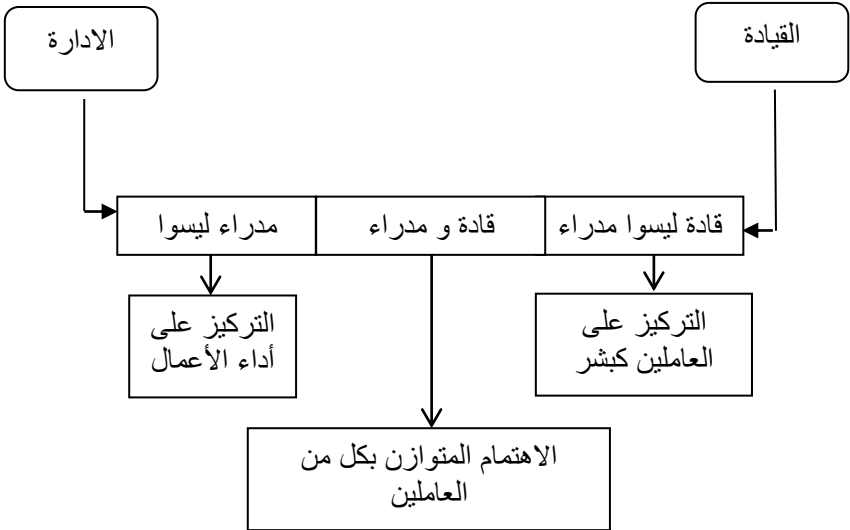 القيادة
الادارة
قادة ليسوا مدراء
قادة و مدراء
مدراء ليسوا
التركيز على
العاملين كبشر
التركيز على
أداء الأعمال
الاهتمام المتوازن بكل من
العاملين